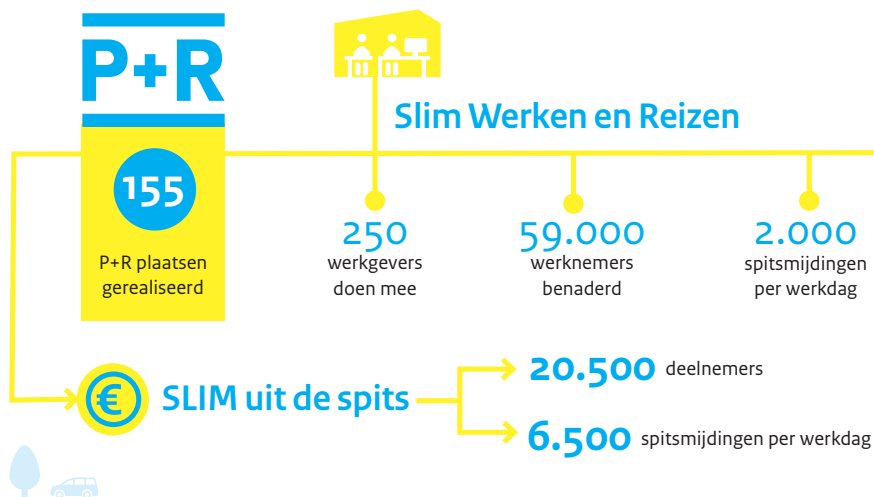 P+R
155
P+R plaatsen
gerealiseerd
Slim Werken en Reizen
250
werkgevers
doen mee
59.000
werknemers
benaderd
2.000
spitsmijdingen
per werkdag
€
SLIM uit de spits
20.500 deelnemers
6.500 spitsmijdingen per werkdag